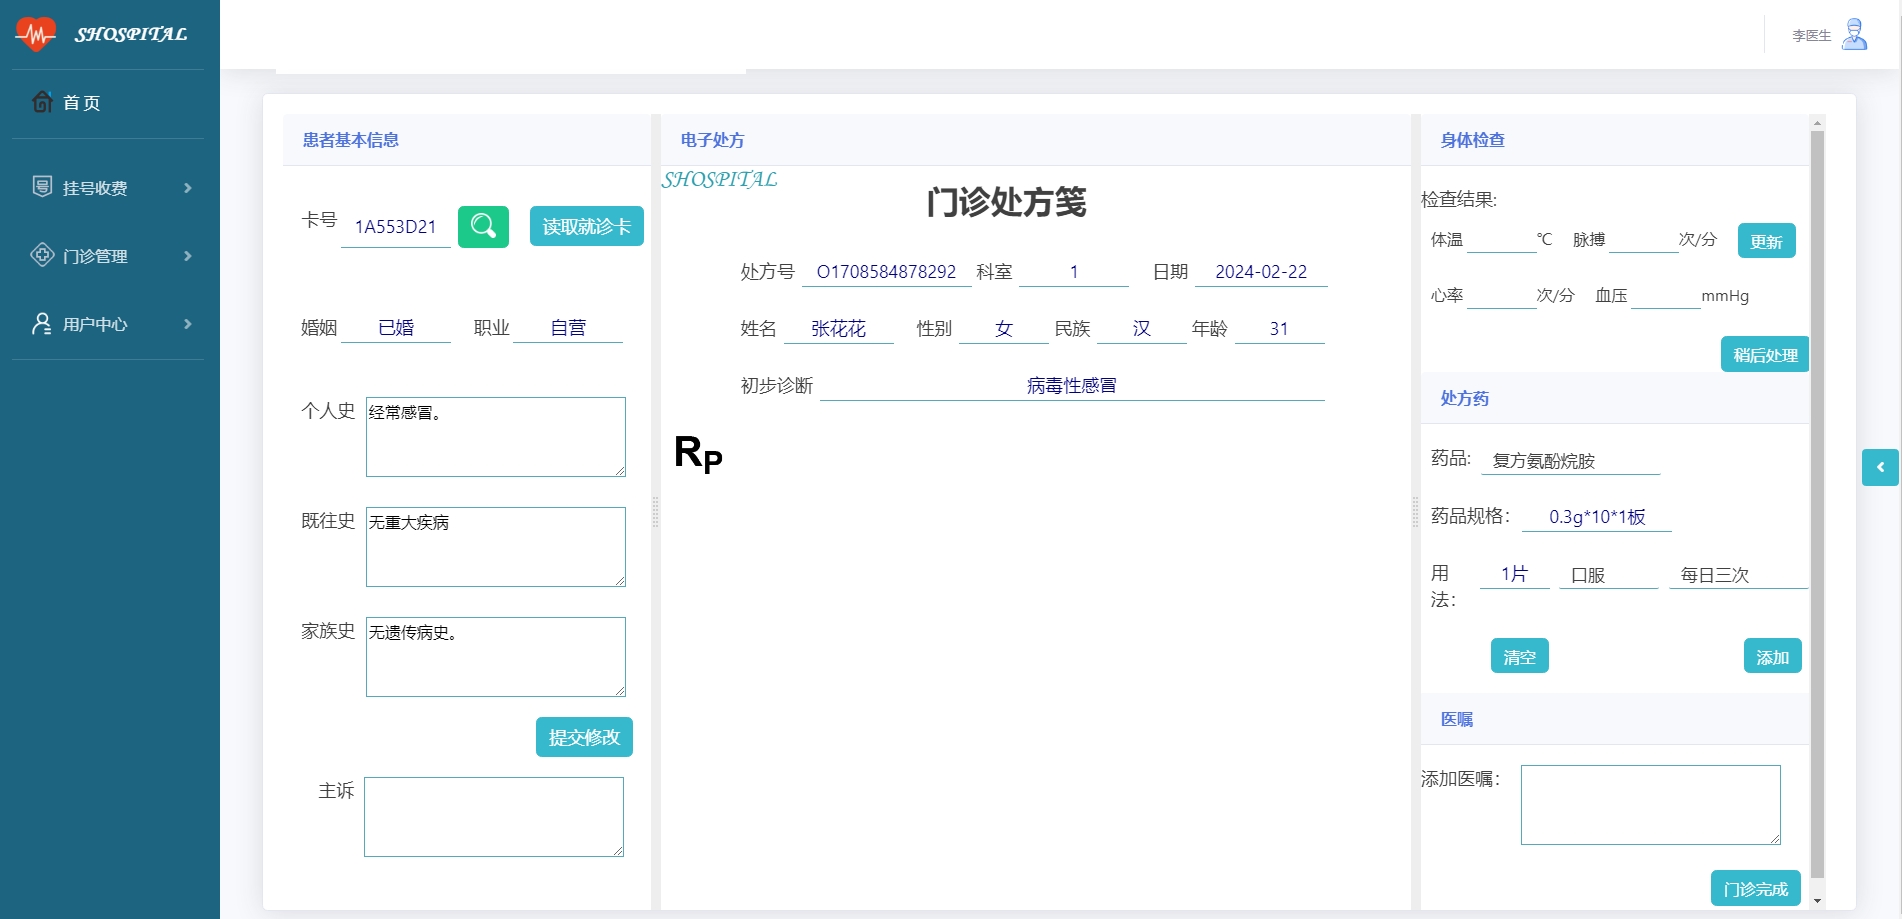 SHOSPITAL
李医生
首页
挂号收费
门诊管理
用户中心
患者基本信息
卡号 1A553D21 读取就诊卡
婚姻 已婚 职业 自营
个人史 经常感冒。
既往史 无重大疾病
家族史 无遗传病史。
提交修改
主诉
电子处方
SHOSPITAL
门诊处方笺
处方号 O1708584878292 科室 1 日期 2024-02-22
姓名 张花花 性别 女 民族 汉 年龄 31
初步诊断 病毒性感冒
RP
身体检查
检查结果:
体温 ℃ 脉搏 次/分 更新
心率 次/分 血压 mmHg
稍后处理
处方药
药品: 复方氨酚烷胺
药品规格: 0.3g*10*1板
用法: 1片 口服 每日三次
清空 添加
医嘱
添加医嘱:
门诊完成